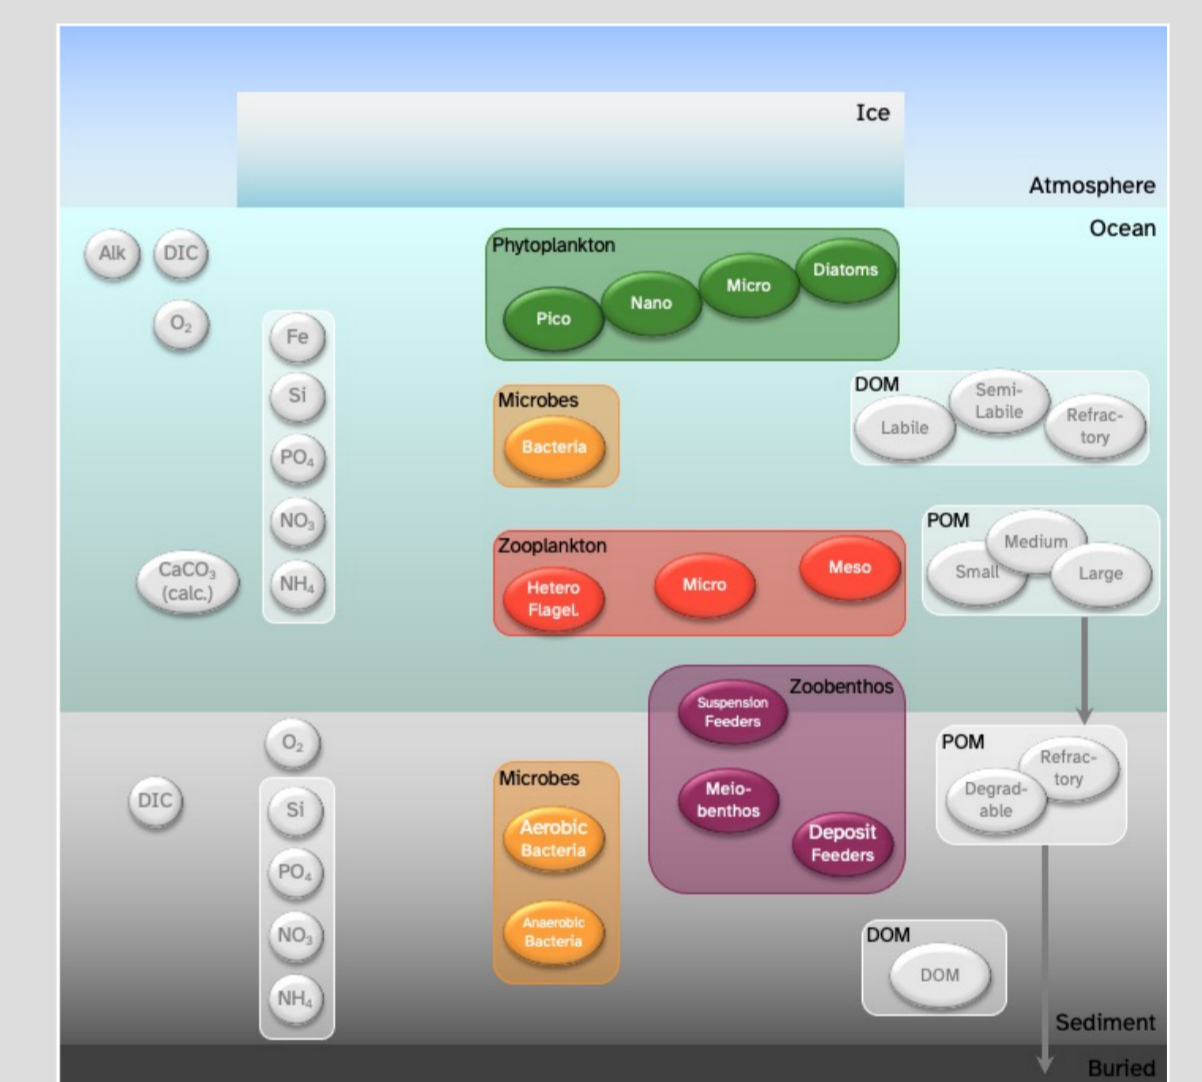 Ice
Atmosphere
Ocean
Alk
DIC
O₂
Fe
Si
PO₄
NO₃
NH₄
CaCO₃
(calc.)
Phytoplankton
Pico
Nano
Micro
Diatoms
Microbes
Bacteria
DOM
Labile
Semi-
Labile
Refrac-
tory
Zooplankton
Hetero
Flagel.
Micro
Meso
POM
Small
Medium
Large
Zoobenthos
Suspension
Feeders
Meio-
benthos
Deposit
Feeders
O₂
DIC
Si
PO₄
NO₃
NH₄
Microbes
Aerobic
Bacteria
Anaerobic
Bacteria
POM
Degrad-
able
Refrac-
tory
DOM
DOM
Sediment
Buried